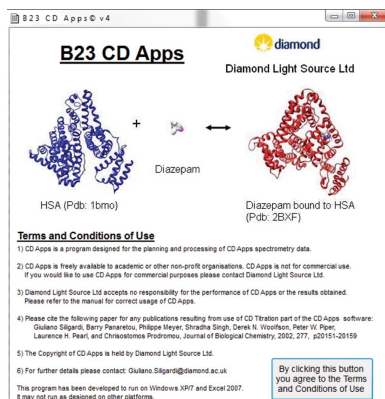 B23 CD Apps© v4
B23 CD Apps
diamond
Diamond Light Source Ltd
+
Diazepam
HSA (Pdb: 1bmo)
Diazepam bound to HSA
(Pdb: 2BXF)
Terms and Conditions of Use
1) CD Apps is a program designed for the planning and processing of CD Apps spectrometry data.
2) CD Apps is freely available to academic or other non-profit organisations. CD Apps is not for commercial use.
If you would like to use CD Apps for commercial purposes please contact Diamond Light Source Ltd.
3) Diamond Light Source Ltd accepts no responsibility for the performance of CD Apps or the results obtained.
Please refer to the manual for correct usage of CD Apps.
4) Please cite the following paper for any publications resulting from use of CD Titration part of the CD Apps software:
Giuliano Siligardi, Barry Panaretou, Philippe Meyer, Shradha Singh, Derek N. Woolfson, Peter W. Piper,
Laurence H. Pearl, and Chrisostomos Prodromou, Journal of Biological Chemistry, 2002, 277, p20151-20159
5) The Copyright of CD Apps is held by Diamond Light Source Ltd.
6) For further details please contact: Giuliano.Siligardi@diamond.ac.uk
This program has been developed to run on Windows XP/7 and Excel 2007.
It may not run as designed on other platforms.
By clicking this button
you agree to the Terms
and Conditions of Use